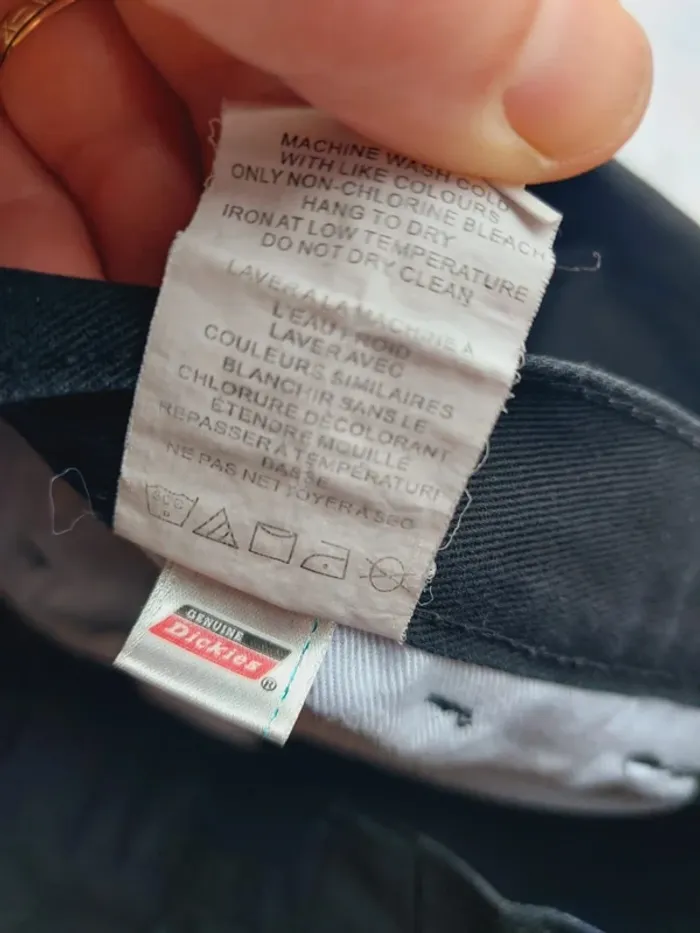 MACHINE WASH COLD
WITH LIKE COLOURS
ONLY NON-CHLORINE BLEACH
HANG TO DRY
IRON AT LOW TEMPERATURE
DO NOT DRY CLEAN
LAVER A LA MACHINE A
L'EAU FROID
LAVER AVEC
COULEURS SIMILAIRES
BLANCHIR SANS LE
CHLORURE DÉCOLORANT
ÉTENDRE MOUILLÉ
REPASSER À TEMPÉRATURE
BASSE
NE PAS NETTOYER À SEC
GENUINE
Dickies®